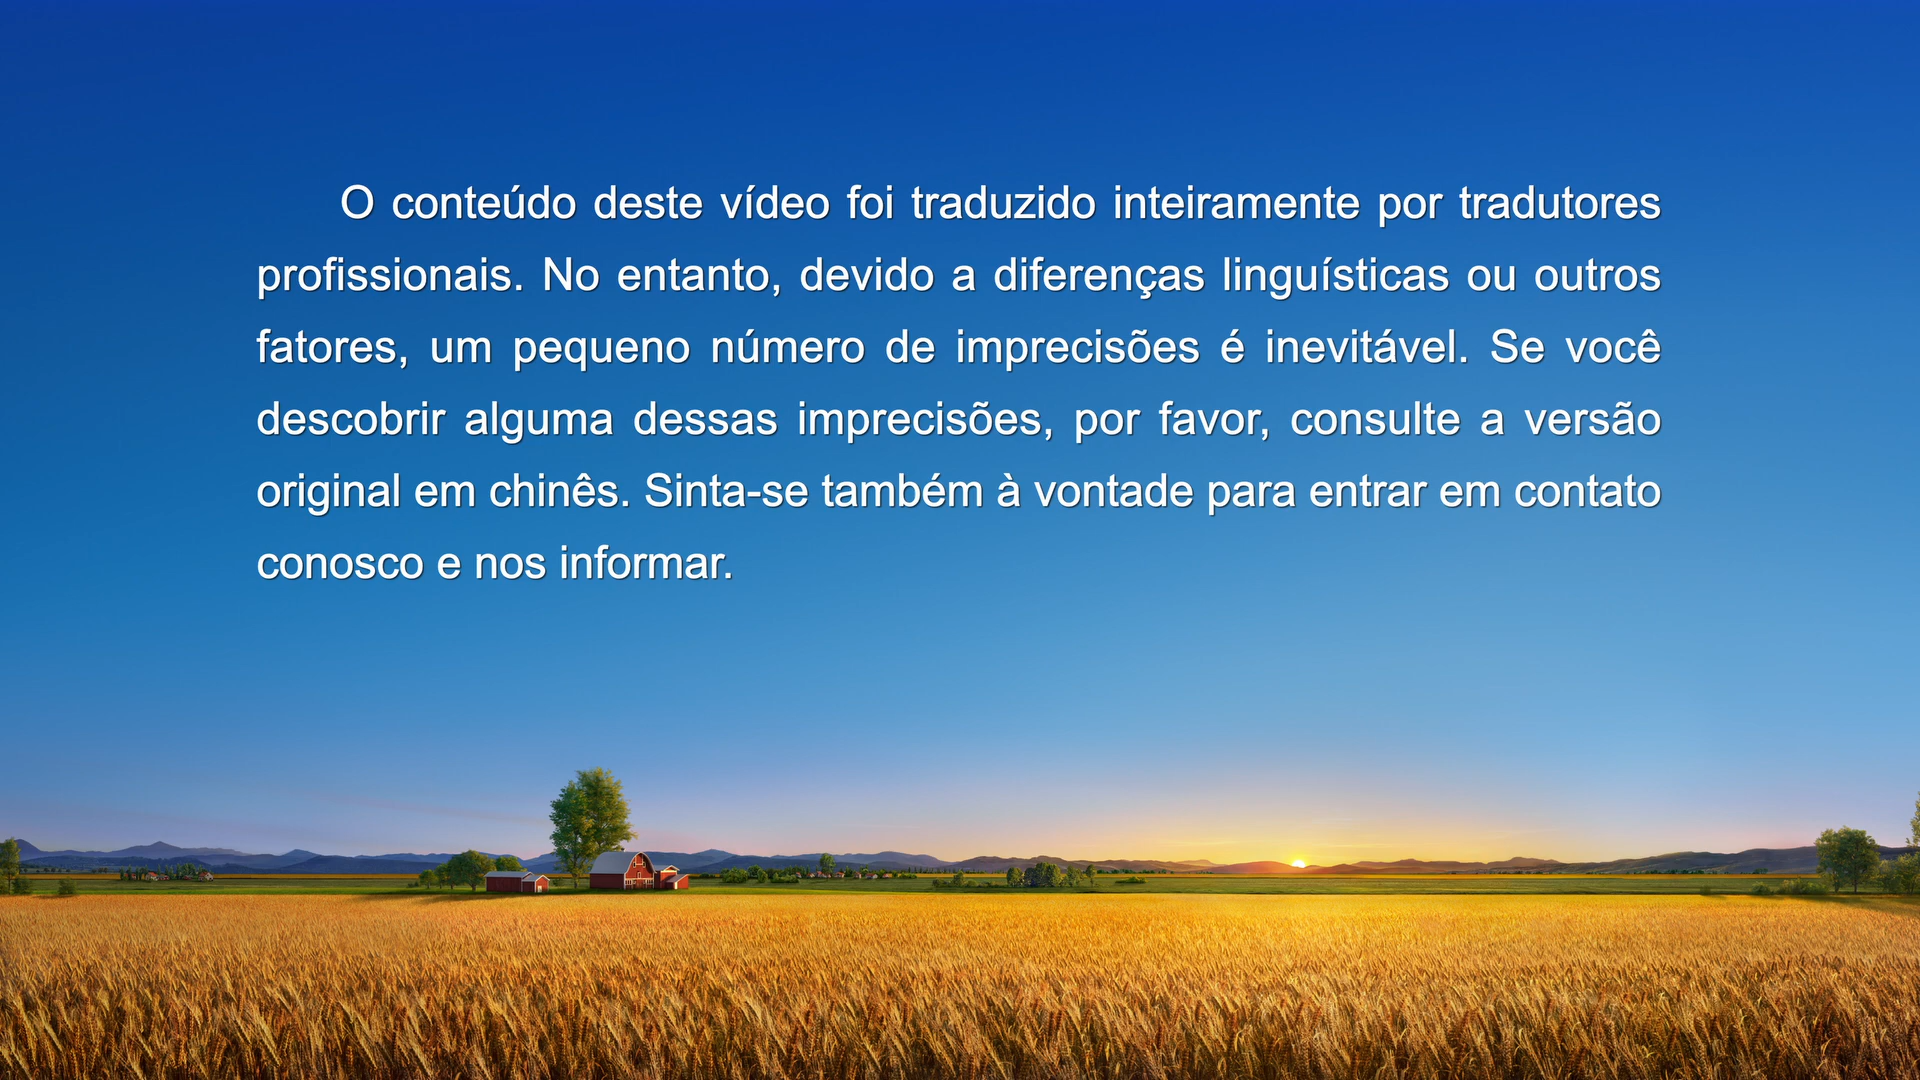 O conteúdo deste vídeo foi traduzido inteiramente por tradutores
profissionais. No entanto, devido a diferenças linguísticas ou outros
fatores, um pequeno número de imprecisões é inevitável. Se você
descobrir alguma dessas imprecisões, por favor, consulte a versão
original em chinês. Sinta-se também à vontade para entrar em contato
conosco e nos informar.